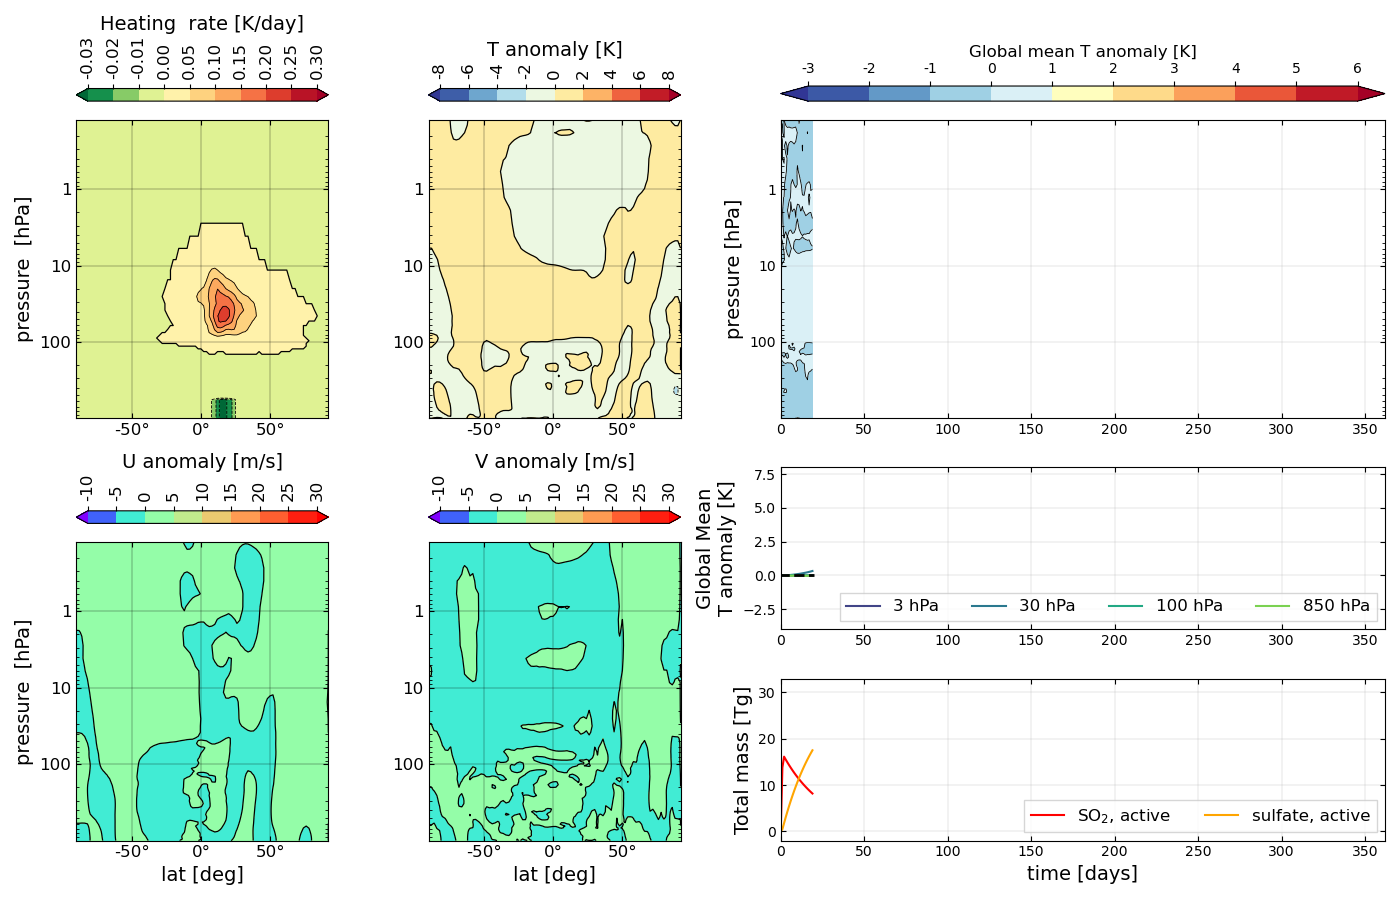 Heating  rate [K/day]
-0.03 -0.02 -0.01 0.00 0.05 0.10 0.15 0.20 0.25 0.30
T anomaly [K]
-8 -6 -4 -2 0 2 4 6 8
Global mean T anomaly [K]
-3 -2 -1 0 1 2 3 4 5 6
pressure  [hPa]
1
10
100
-50° 0° 50°
-50° 0° 50°
pressure  [hPa]
1
10
100
0 50 100 150 200 250 300 350
U anomaly [m/s]
-10 -5 0 5 10 15 20 25 30
pressure  [hPa]
1
10
100
-50° 0° 50°
lat [deg]
V anomaly [m/s]
-10 -5 0 5 10 15 20 25 30
1
10
100
-50° 0° 50°
lat [deg]
Global Mean
T anomaly [K]
7.5
5.0
2.5
0.0
−2.5
3 hPa 30 hPa 100 hPa 850 hPa
0 50 100 150 200 250 300 350
Total mass [Tg]
30
20
10
0
SO₂, active sulfate, active
0 50 100 150 200 250 300 350
time [days]